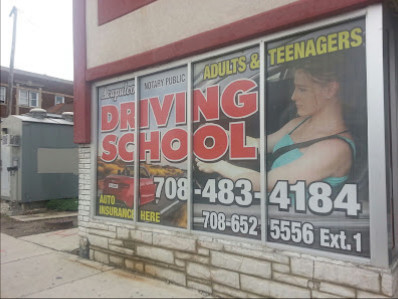 NOTARY PUBLIC
ADULTS & TEENAGERS
DRIVING
SCHOOL
708-483-4184
AUTO
INSURANCE HERE
708-652 5556 Ext.1